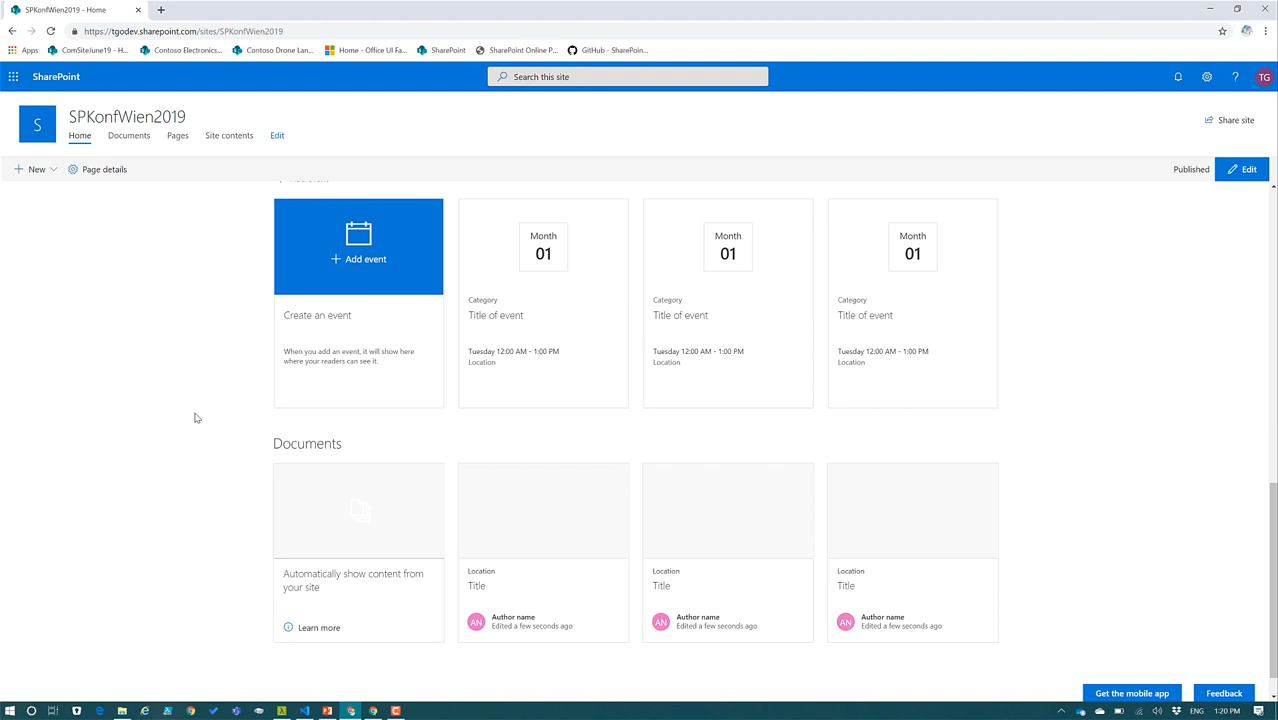 SPKonfWien2019 - Home
https://tgodev.sharepoint.com/sites/SPKonfWien2019
Apps
ComSiteJune19 - H...
Contoso Electronics...
Contoso Drone Lan...
Home - Office UI Fa...
SharePoint
SharePoint Online P...
GitHub - SharePoin...
SharePoint
Search this site
TG
S
SPKonfWien2019
Home
Documents
Pages
Site contents
Edit
Share site
New
Page details
Published
Edit
Add event
Month
01
Month
01
Month
01
Create an event
When you add an event, it will show here
where your readers can see it.
Category
Title of event
Tuesday 12:00 AM - 1:00 PM
Location
Category
Title of event
Tuesday 12:00 AM - 1:00 PM
Location
Category
Title of event
Tuesday 12:00 AM - 1:00 PM
Location
Documents
Automatically show content from
your site
Learn more
Location
Title
AN
Author name
Edited a few seconds ago
Location
Title
AN
Author name
Edited a few seconds ago
Location
Title
AN
Author name
Edited a few seconds ago
Get the mobile app
Feedback
ENG
1:20 PM